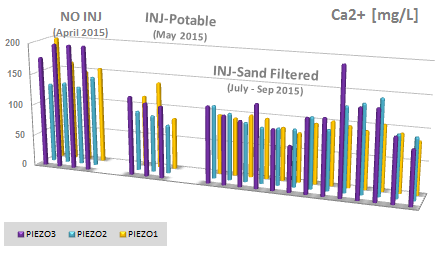 NO INJ
(April 2015)
INJ-Potable
(May 2015)
Ca2+ [mg/L]
INJ-Sand Filtered
(July - Sep 2015)
200
150
100
50
0
PIEZO3 PIEZO2 PIEZO1